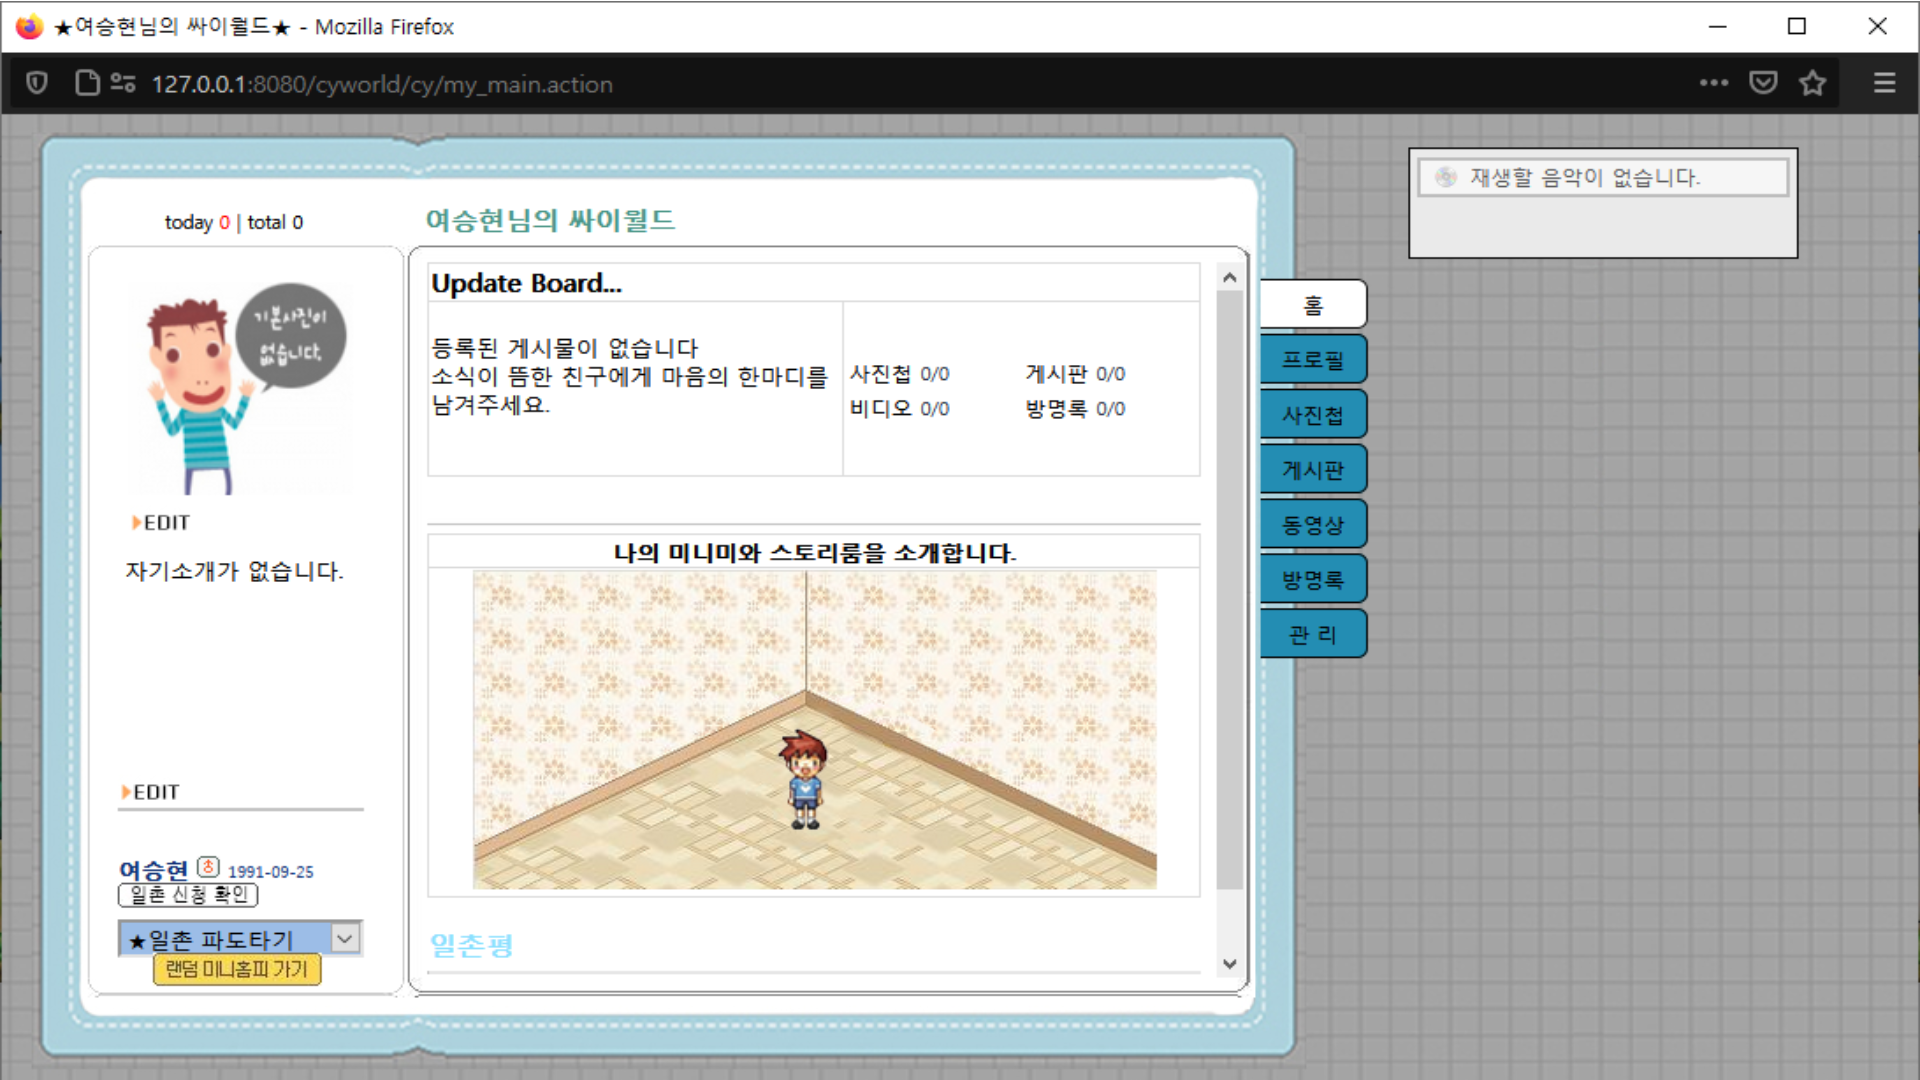 ★여승현님의 싸이월드★ - Mozilla Firefox
127.0.0.1:8080/cyworld/cy/my_main.action
today 0 | total 0
여승현님의 싸이월드
재생할 음악이 없습니다.
기본사진이
없습니다.
EDIT
자기소개가 없습니다.
EDIT
여승현 1991-09-25
일촌 신청 확인
★일촌 파도타기
랜덤 미니홈피 가기
Update Board...
등록된 게시물이 없습니다
소식이 뜸한 친구에게 마음의 한마디를
남겨주세요.
사진첩 0/0 게시판 0/0
비디오 0/0 방명록 0/0
나의 미니미와 스토리룸을 소개합니다.
일촌평
홈
프로필
사진첩
게시판
동영상
방명록
관 리